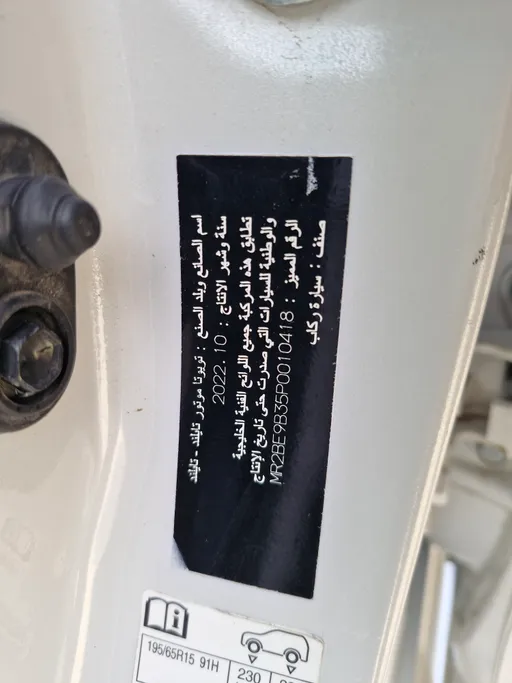 اسم الصانع وبلد الصنع : تويوتا موتور تايلند - تايلند
سنة وشهر الانتاج : 2022.10
تطابق هذه المركبة جميع اللوائح الفنية الخليجية
والوطنية للسيارات التي صدرت حتى تاريخ الإنتاج
الرقم المميز : MR2BE9B35P0010418
صنف : سيارة ركاب
195/65R15 91H
230